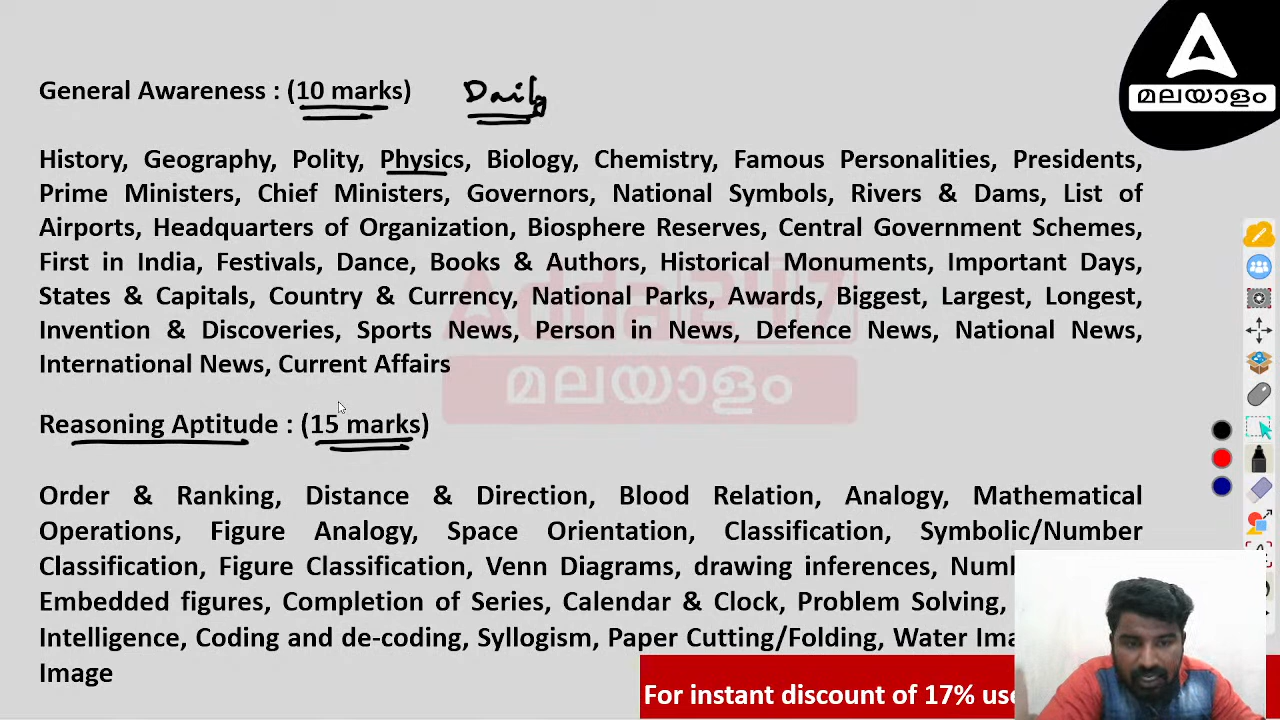 General Awareness : (10 marks) Daily
മലയാളം
History, Geography, Polity, Physics, Biology, Chemistry, Famous Personalities, Presidents,
Prime Ministers, Chief Ministers, Governors, National Symbols, Rivers & Dams, List of
Airports, Headquarters of Organization, Biosphere Reserves, Central Government Schemes,
First in India, Festivals, Dance, Books & Authors, Historical Monuments, Important Days,
States & Capitals, Country & Currency, National Parks, Awards, Biggest, Largest, Longest,
Invention & Discoveries, Sports News, Person in News, Defence News, National News,
International News, Current Affairs
Adda 247
മലയാളം
Reasoning Aptitude : (15 marks)
Order & Ranking, Distance & Direction, Blood Relation, Analogy, Mathematical
Operations, Figure Analogy, Space Orientation, Classification, Symbolic/Number
Classification, Figure Classification, Venn Diagrams, drawing inferences,
Embedded figures, Completion of Series, Calendar & Clock, Problem Solving,
Intelligence, Coding and de-coding, Syllogism, Paper Cutting/Folding, Water
Image
For instant discount of 17%